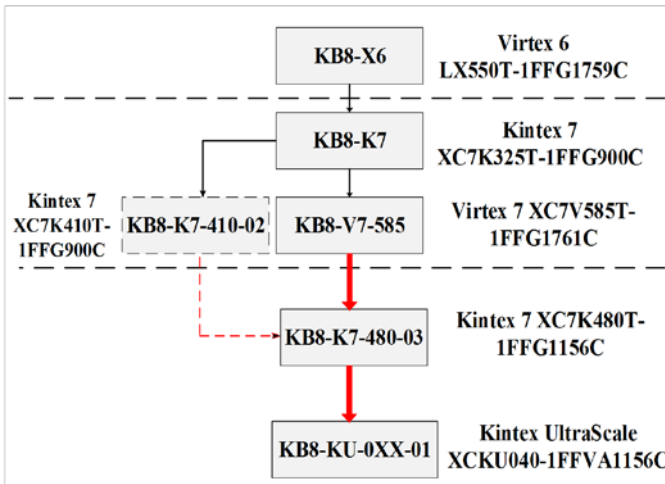 KB8-X6
Virtex 6
LX550T-1FFG1759C
KB8-K7
Kintex 7
XC7K325T-1FFG900C
Kintex 7
XC7K410T-
1FFG900C
KB8-K7-410-02
KB8-V7-585
Virtex 7 XC7V585T-
1FFG1761C
KB8-K7-480-03
Kintex 7 XC7K480T-
1FFG1156C
KB8-KU-0XX-01
Kintex UltraScale
XCKU040-1FFVA1156C